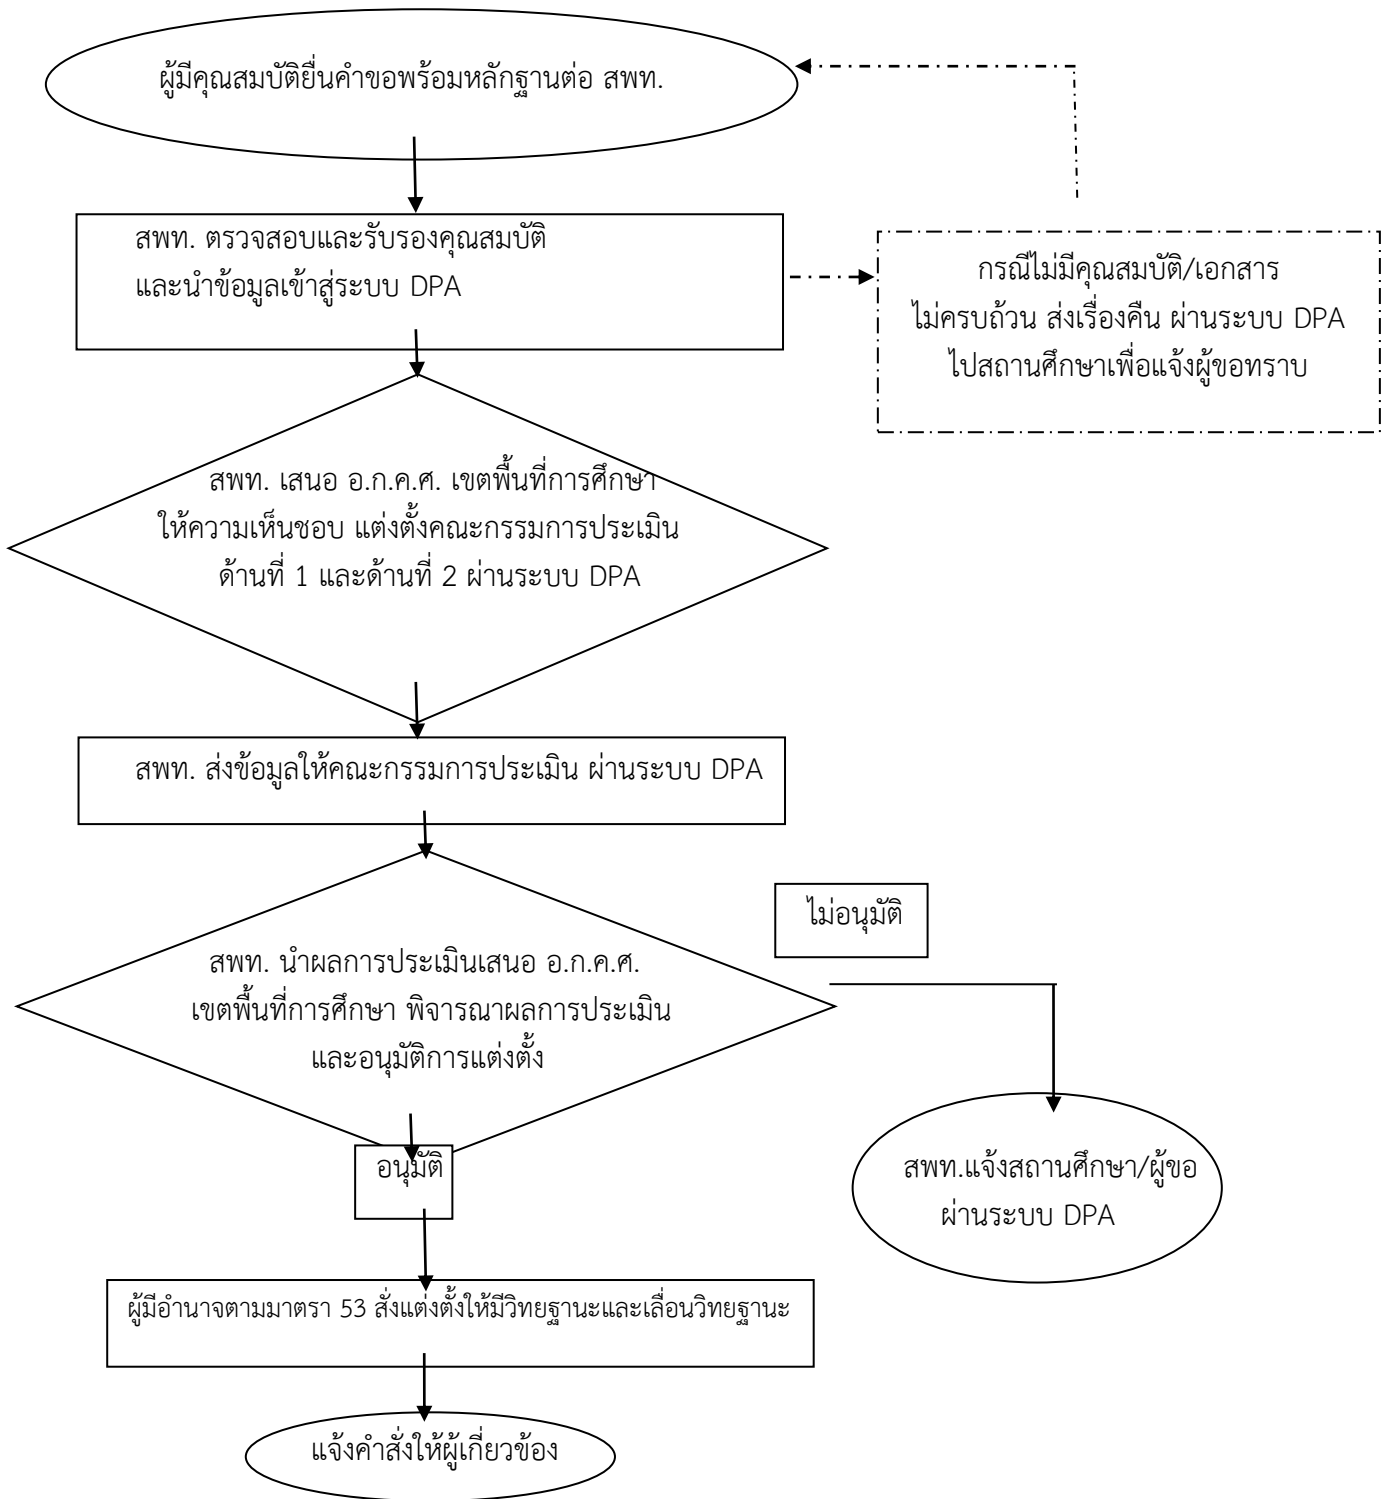 ผู้มีคุณสมบัติยื่นคำขอพร้อมหลักฐานต่อ สพท.
สพท. ตรวจสอบและรับรองคุณสมบัติ
และนำข้อมูลเข้าสู่ระบบ DPA
กรณีไม่มีคุณสมบัติ/เอกสาร
ไม่ครบถ้วน ส่งเรื่องคืน ผ่านระบบ DPA
ไปสถานศึกษาเพื่อแจ้งผู้ขอทราบ
สพท. เสนอ อ.ก.ค.ศ. เขตพื้นที่การศึกษา
ให้ความเห็นชอบ แต่งตั้งคณะกรรมการประเมิน
ด้านที่ 1 และด้านที่ 2 ผ่านระบบ DPA
สพท. ส่งข้อมูลให้คณะกรรมการประเมิน ผ่านระบบ DPA
ไม่อนุมัติ
สพท. นำผลการประเมินเสนอ อ.ก.ค.ศ.
เขตพื้นที่การศึกษา พิจารณาผลการประเมิน
และอนุมัติการแต่งตั้ง
อนุมัติ
สพท.แจ้งสถานศึกษา/ผู้ขอ
ผ่านระบบ DPA
ผู้มีอำนาจตามมาตรา 53 สั่งแต่งตั้งให้มีวิทยฐานะและเลื่อนวิทยฐานะ
แจ้งคำสั่งให้ผู้เกี่ยวข้อง